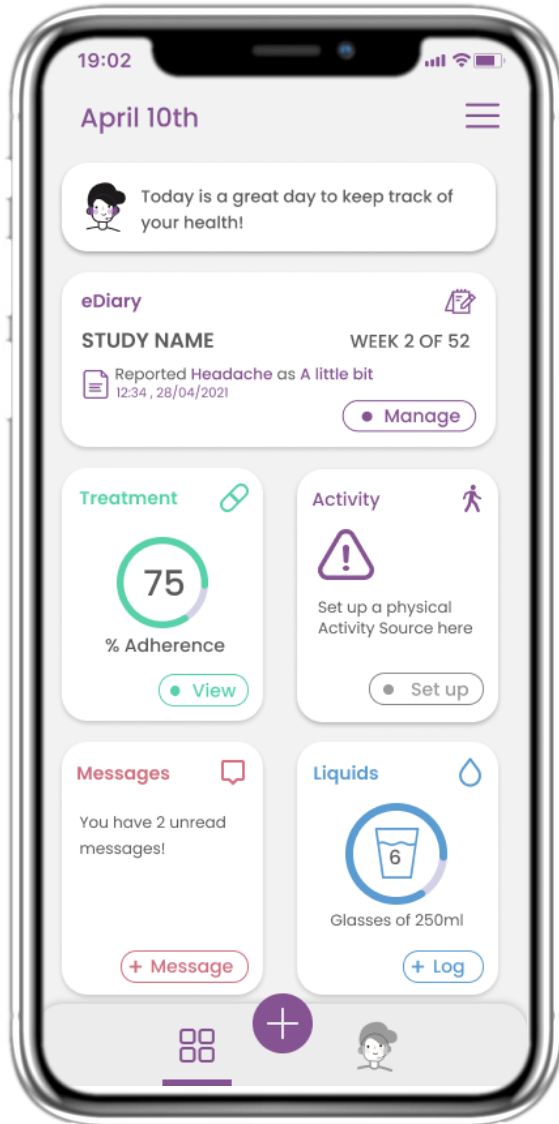 19:02
April 10th
Today is a great day to keep track of
your health!
eDiary
STUDY NAME
WEEK 2 OF 52
Reported Headache as A little bit
12:34 , 28/04/2021
Manage
Treatment
75
% Adherence
View
Activity
Set up a physical
Activity Source here
Set up
Messages
You have 2 unread
messages!
+ Message
Liquids
6
Glasses of 250ml
+ Log